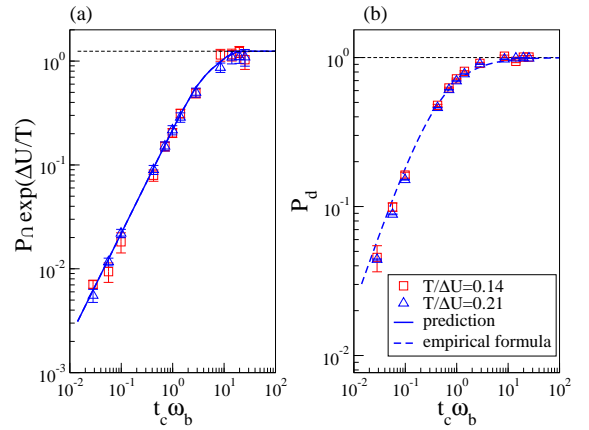 (a)
(b)
10^0
10^-1
10^-2
10^-3
P_∩ exp(ΔU/T)
10^-2 10^-1 10^0 10^1 10^2
t_c ω_b
10^0
10^-1
10^-2
P_d
T/ΔU=0.14
T/ΔU=0.21
prediction
empirical formula
10^-2 10^-1 10^0 10^1 10^2
t_c ω_b